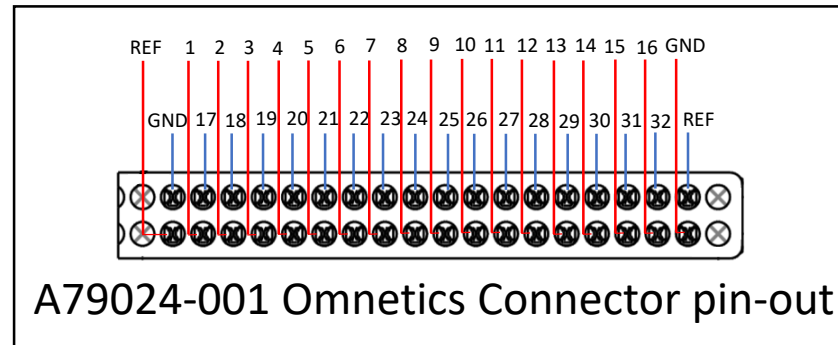 REF 1 2 3 4 5 6 7 8 9 10 11 12 13 14 15 16 GND
GND 17 18 19 20 21 22 23 24 25 26 27 28 29 30 31 32 REF
A79024-001 Omnetics Connector pin-out